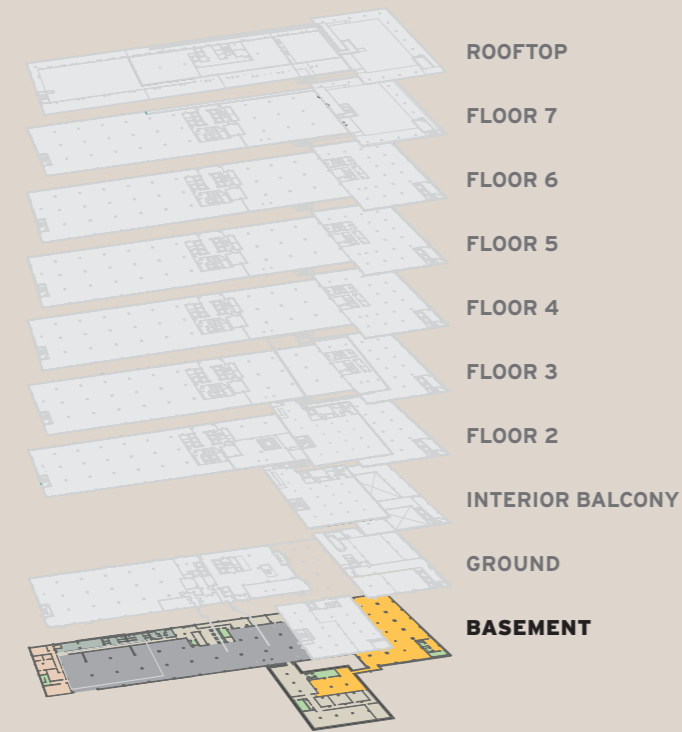 ROOFTOP
FLOOR 7
FLOOR 6
FLOOR 5
FLOOR 4
FLOOR 3
FLOOR 2
INTERIOR BALCONY
GROUND
BASEMENT